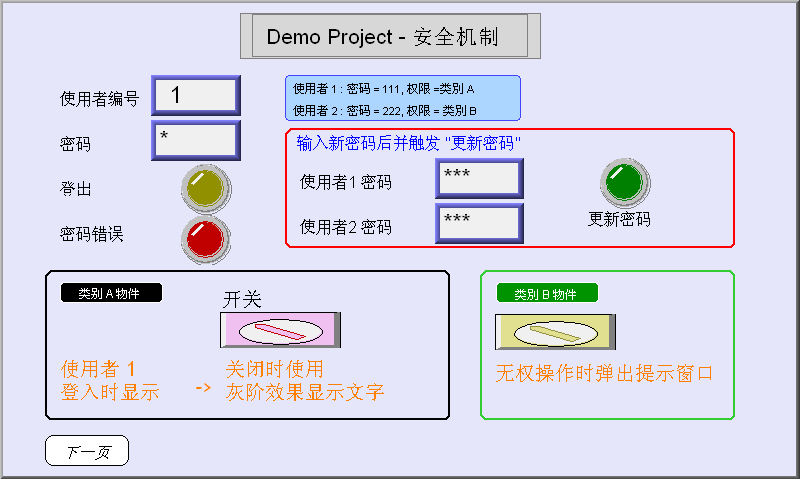 Demo Project - 安全机制
使用者编号
1
使用者 1 : 密码 = 111, 权限 =类别 A
使用者 2 : 密码 = 222, 权限 = 类别 B
密码
*
输入新密码后并触发 "更新密码"
使用者1 密码
***
登出
使用者2 密码
***
更新密码
密码错误
类别 A 物件
开关
使用者 1
登入时显示
->
关闭时使用
灰阶效果显示文字
类别 B 物件
无权操作时弹出提示窗口
下一页